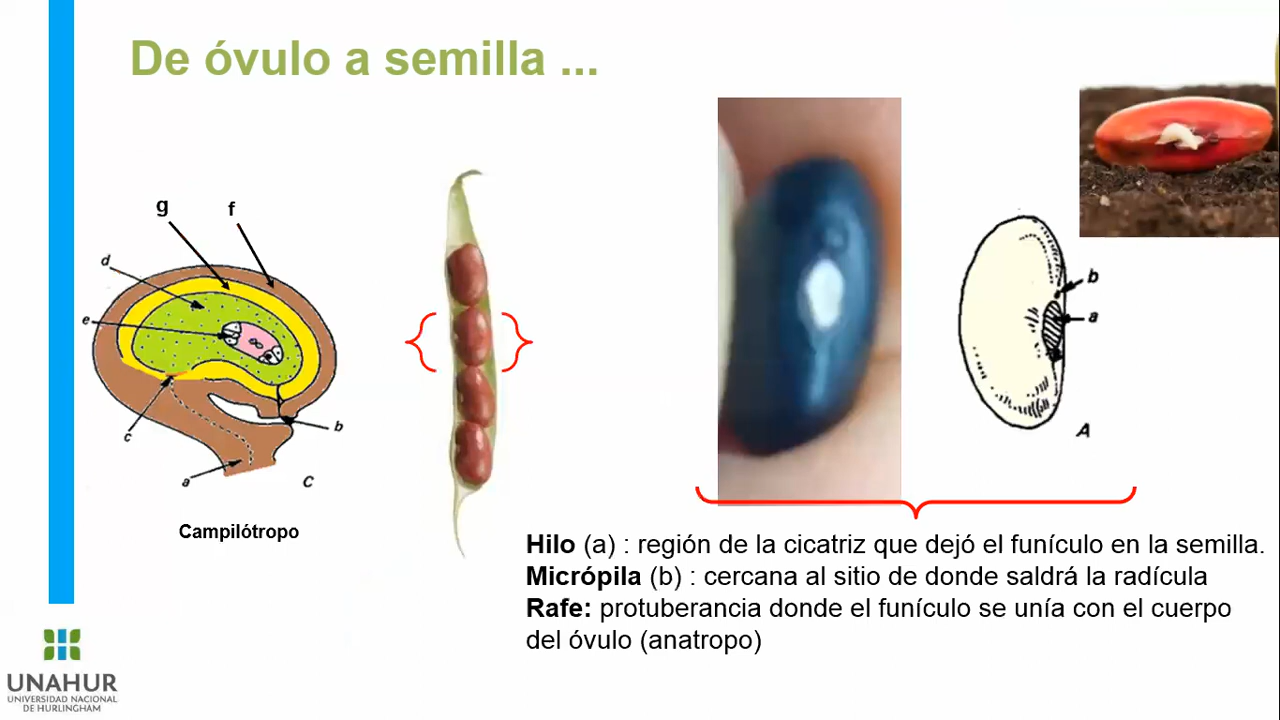 De óvulo a semilla ...
g
f
d
e
c
b
a
C
Campilótropo
b
a
A
Hilo (a) : región de la cicatriz que dejó el funículo en la semilla.
Micrópila (b) : cercana al sitio de donde saldrá la radícula
Rafe: protuberancia donde el funículo se unía con el cuerpo
del óvulo (anatropo)
UNAHUR
UNIVERSIDAD NACIONAL
DE HURLINGHAM